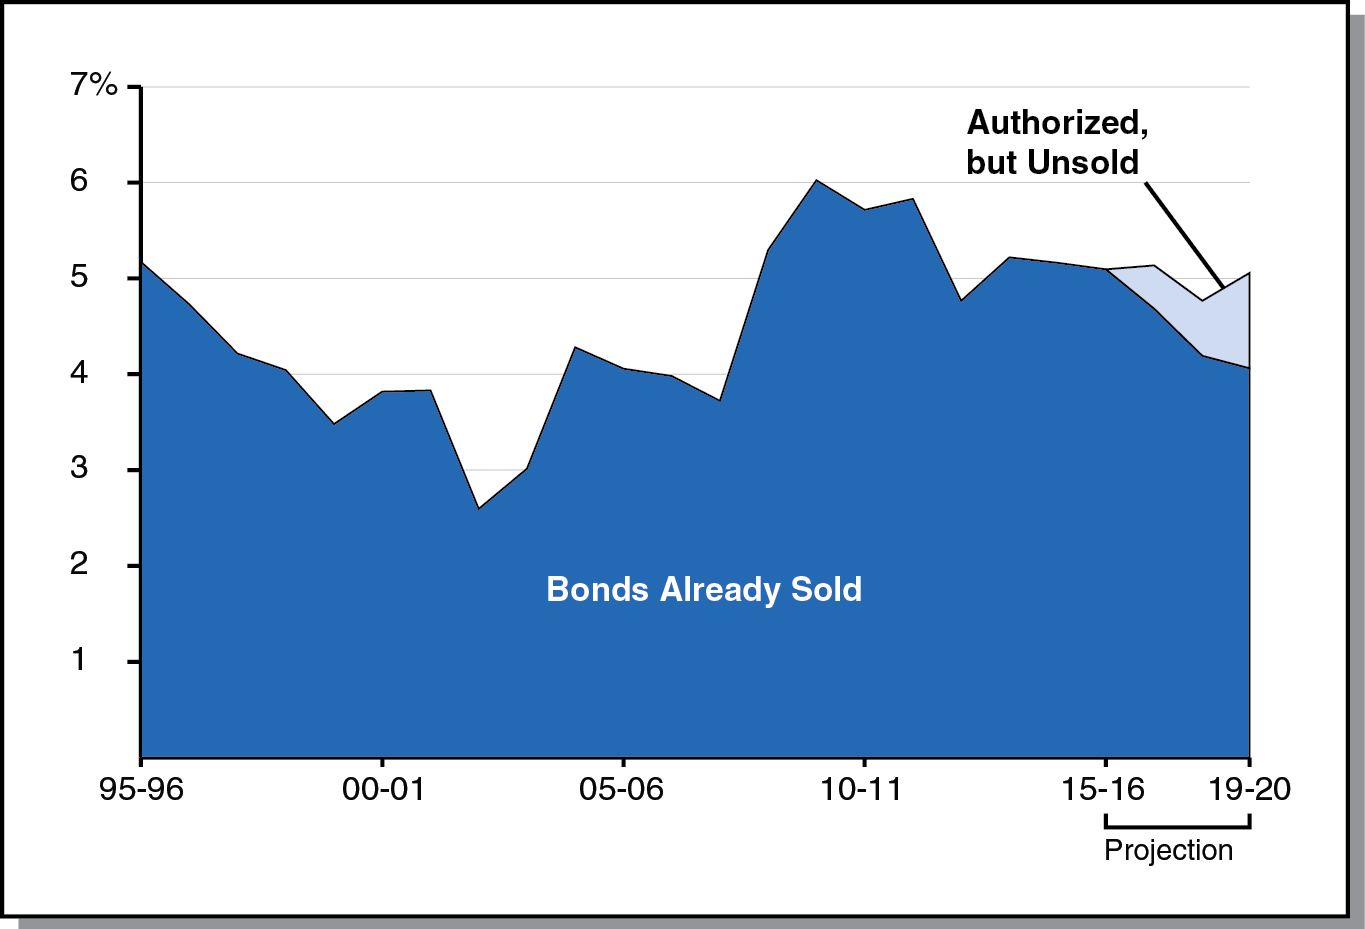 7%
6
5
4
3
2
1
Authorized,
but Unsold
Bonds Already Sold
95-96 00-01 05-06 10-11 15-16 19-20
Projection